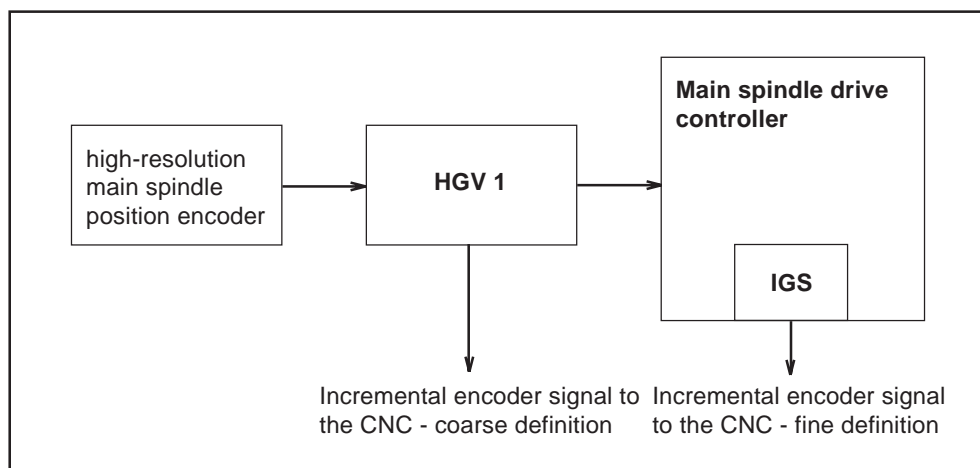 high-resolution
main spindle
position encoder
HGV 1
Main spindle drive
controller
IGS
Incremental encoder signal to
the CNC - coarse definition
Incremental encoder signal
to the CNC - fine definition